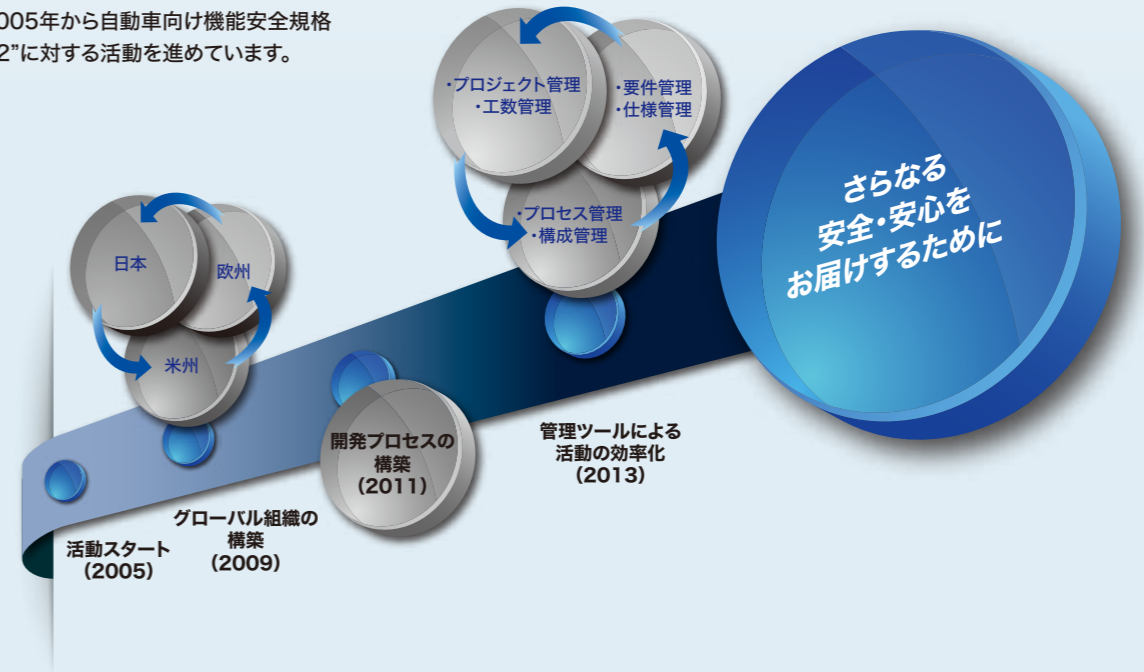 005年から自動車向け機能安全規格
2”に対する活動を進めています。
・プロジェクト管理
・工数管理
・要件管理
・仕様管理
・プロセス管理
・構成管理
さらなる
安全・安心を
お届けするために
日本
欧州
米州
開発プロセスの
構築
（2011）
管理ツールによる
活動の効率化
（2013）
グローバル組織の
構築
（2009）
活動スタート
（2005）